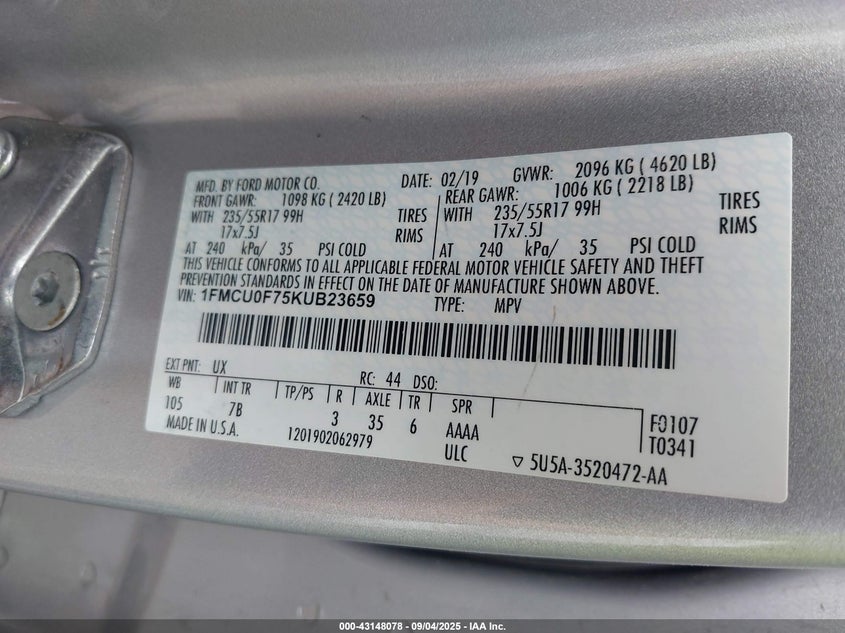 MFD. BY FORD MOTOR CO. DATE: 02/19 GVWR: 2096 KG ( 4620 LB)
FRONT GAWR: 1098 KG ( 2420 LB) REAR GAWR: 1006 KG ( 2218 LB)
WITH 235/55R17 99H TIRES WITH 235/55R17 99H TIRES
17x7.5J RIMS 17x7.5J RIMS
AT 240 kPa/ 35 PSI COLD AT 240 kPa/ 35 PSI COLD
THIS VEHICLE CONFORMS TO ALL APPLICABLE FEDERAL MOTOR VEHICLE SAFETY AND THEFT
PREVENTION STANDARDS IN EFFECT ON THE DATE OF MANUFACTURE SHOWN ABOVE.
VIN: 1FMCU0F75KUB23659 TYPE: MPV
EXT PNT: UX RC: 44 DSO:
WB INT TR TP/PS R AXLE TR SPR
105 7B 3 35 6 AAAA F0107
MADE IN U.S.A. 1201902062979 ULC T0341
▽ 5U5A-3520472-AA
000-43148078 - 09/04/2025 - IAA Inc.